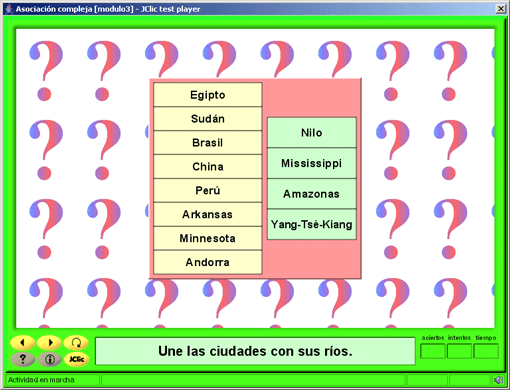 Asociación compleja [modulo3] - JClic test player
Egipto
Sudán
Brasil
China
Perú
Arkansas
Minnesota
Andorra
Nilo
Mississippi
Amazonas
Yang-Tsè-Kiang
Une las ciudades con sus ríos.
JClic
aciertos intentos tiempo
Actividad en marcha